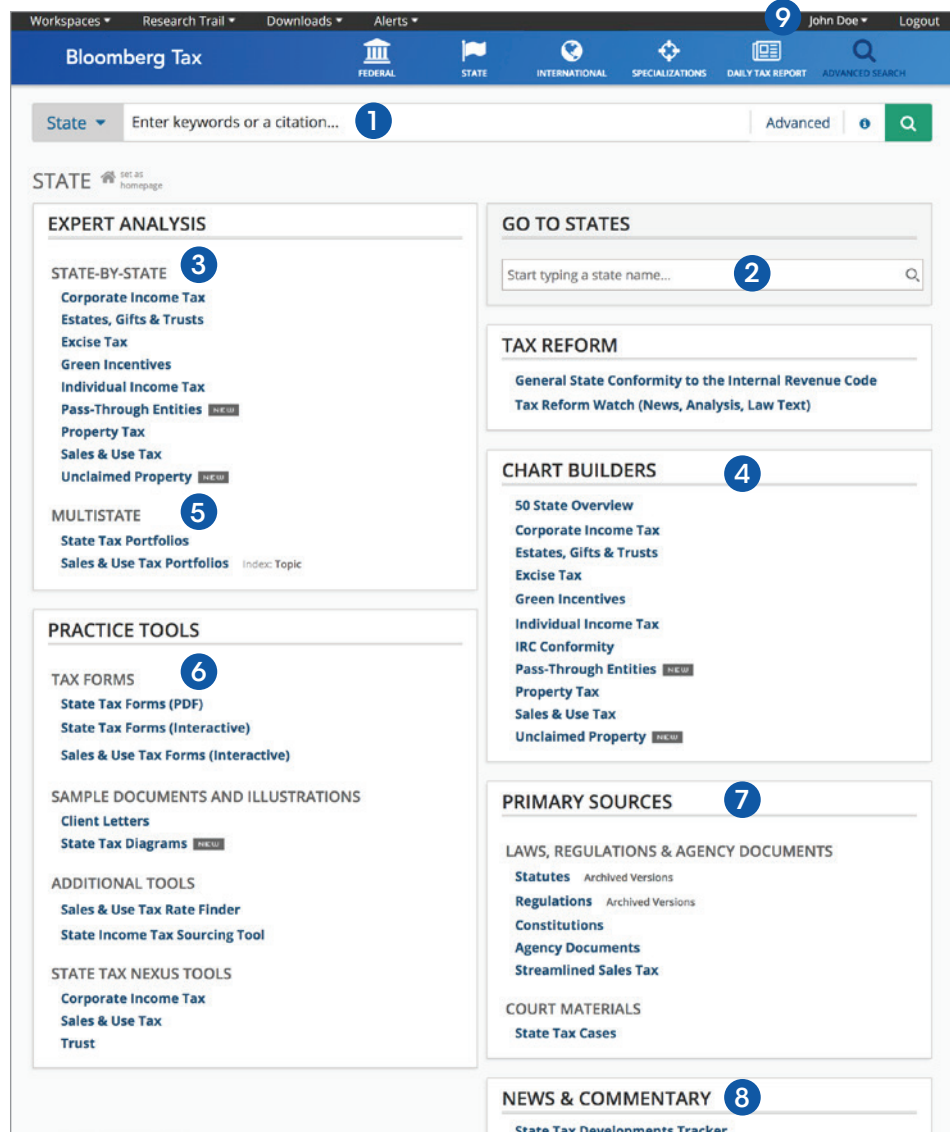 Workspaces Research Trail Downloads Alerts 9 John Doe Logout
Bloomberg Tax FEDERAL STATE INTERNATIONAL SPECIALIZATIONS DAILY TAX REPORT ADVANCED SEARCH
State Enter keywords or a citation... 1 Advanced
STATE set as
homepage
EXPERT ANALYSIS
STATE-BY-STATE 3
Corporate Income Tax
Estates, Gifts & Trusts
Excise Tax
Green Incentives
Individual Income Tax
Pass-Through Entities NEW
Property Tax
Sales & Use Tax
Unclaimed Property NEW
MULTISTATE 5
State Tax Portfolios
Sales & Use Tax Portfolios Index: Topic
PRACTICE TOOLS
TAX FORMS 6
State Tax Forms (PDF)
State Tax Forms (Interactive)
Sales & Use Tax Forms (Interactive)
SAMPLE DOCUMENTS AND ILLUSTRATIONS
Client Letters
State Tax Diagrams NEW
ADDITIONAL TOOLS
Sales & Use Tax Rate Finder
State Income Tax Sourcing Tool
STATE TAX NEXUS TOOLS
Corporate Income Tax
Sales & Use Tax
Trust
GO TO STATES
Start typing a state name... 2
TAX REFORM
General State Conformity to the Internal Revenue Code
Tax Reform Watch (News, Analysis, Law Text)
CHART BUILDERS 4
50 State Overview
Corporate Income Tax
Estates, Gifts & Trusts
Excise Tax
Green Incentives
Individual Income Tax
IRC Conformity
Pass-Through Entities NEW
Property Tax
Sales & Use Tax
Unclaimed Property NEW
PRIMARY SOURCES 7
LAWS, REGULATIONS & AGENCY DOCUMENTS
Statutes Archived Versions
Regulations Archived Versions
Constitutions
Agency Documents
Streamlined Sales Tax
COURT MATERIALS
State Tax Cases
NEWS & COMMENTARY 8
State Tax Developments Tracker